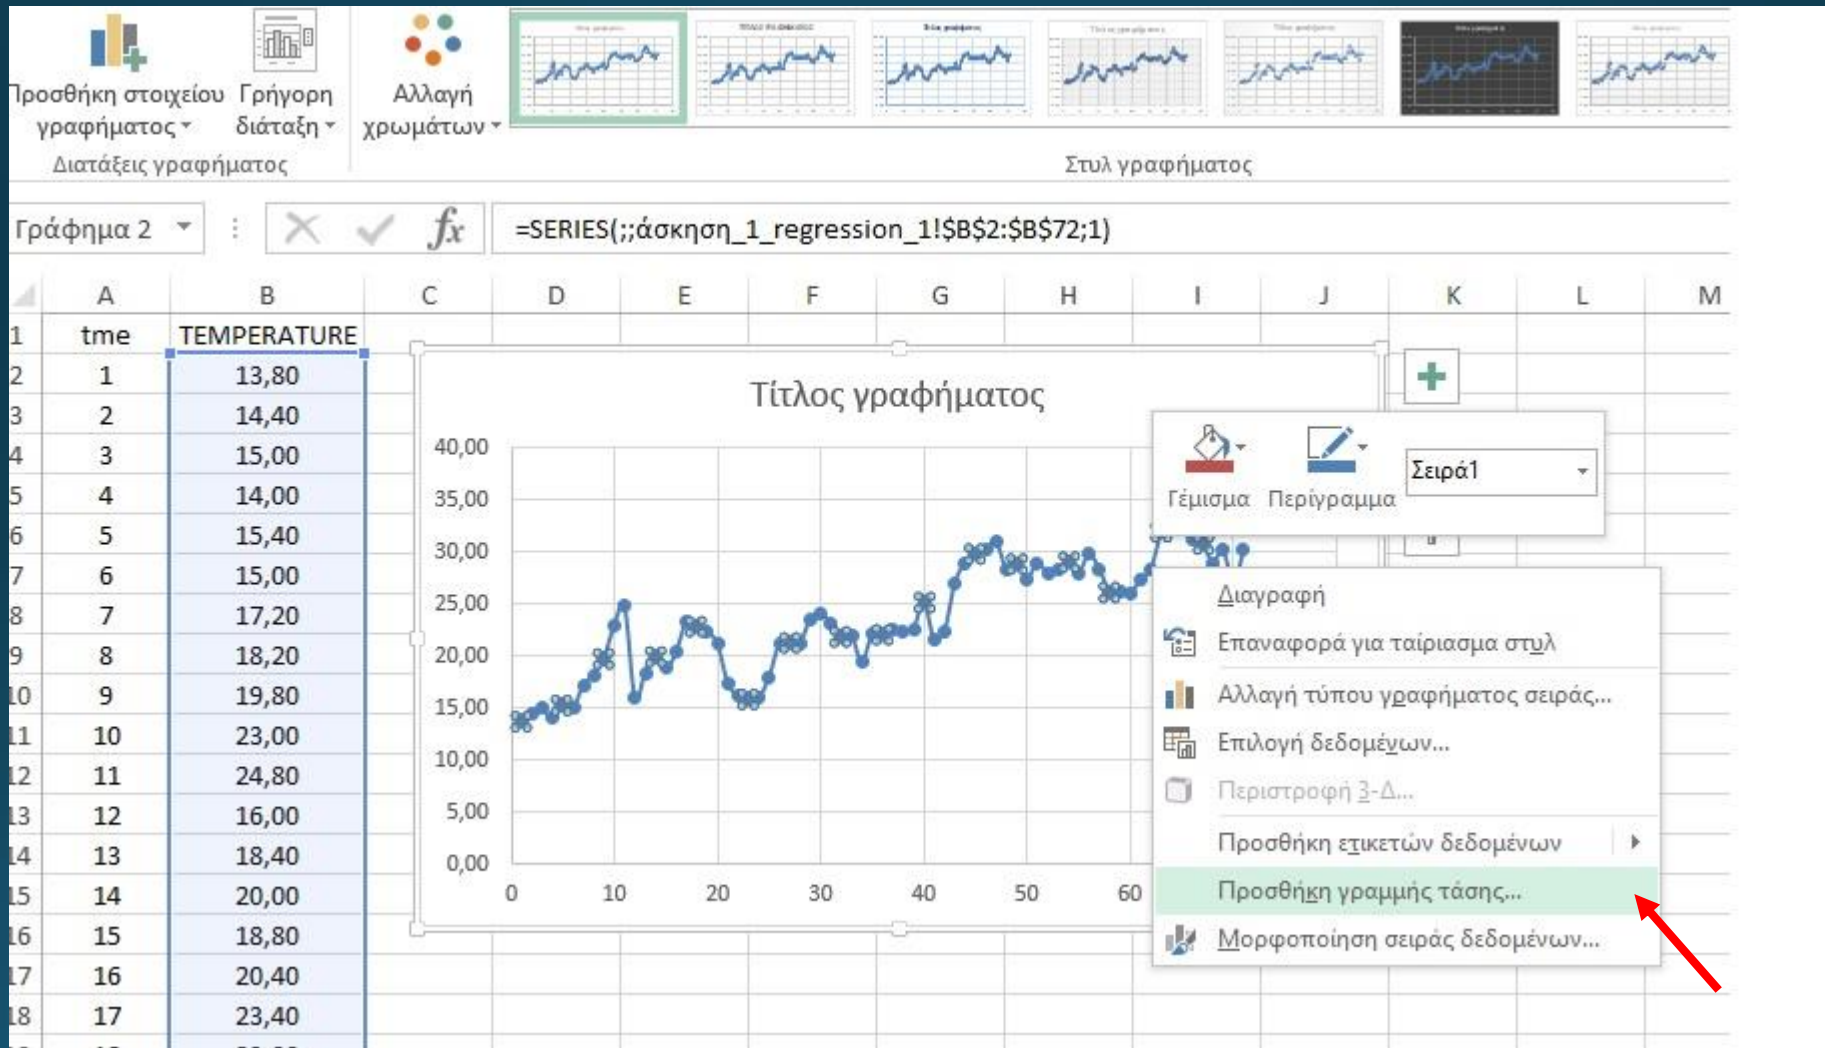 Προσθήκη στοιχείου
γραφήματος
Γρήγορη
διάταξη
Αλλαγή
χρωμάτων
Διατάξεις γραφήματος
Στυλ γραφήματος
Γράφημα 2
fx
=SERIES(;;άσκηση_1_regression_1!$B$2:$B$72;1)
A B C D E F G H I J K L M
1 tme TEMPERATURE
2 1 13,80
3 2 14,40
4 3 15,00
5 4 14,00
6 5 15,40
7 6 15,00
8 7 17,20
9 8 18,20
10 9 19,80
11 10 23,00
12 11 24,80
13 12 16,00
14 13 18,40
15 14 20,00
16 15 18,80
17 16 20,40
18 17 23,40
Τίτλος γραφήματος
40,00
35,00
30,00
25,00
20,00
15,00
10,00
5,00
0,00
0 10 20 30 40 50 60
Γέμισμα Περίγραμμα
Σειρά1
Διαγραφή
Επαναφορά για ταίριασμα στυλ
Αλλαγή τύπου γραφήματος σειράς...
Επιλογή δεδομένων...
Περιστροφή 3-Δ...
Προσθήκη ετικετών δεδομένων
Προσθήκη γραμμής τάσης...
Μορφοποίηση σειράς δεδομένων...